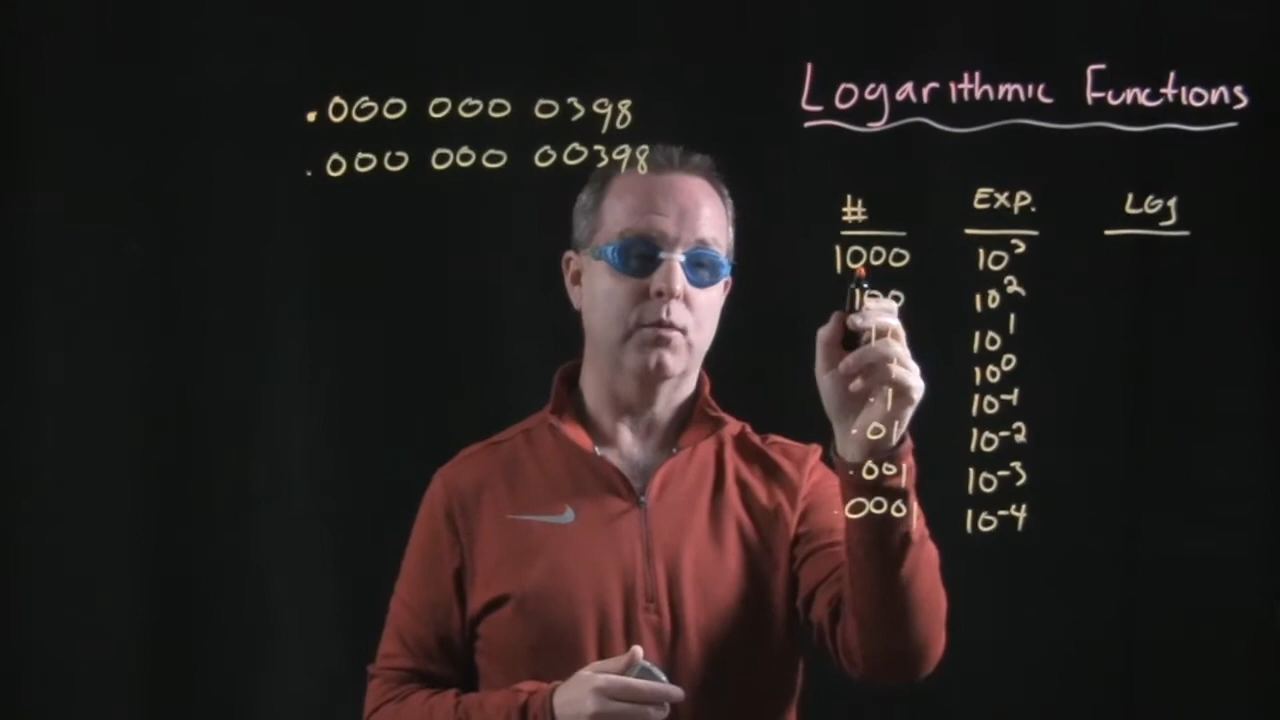 .000 000 0398
.000 000 00398
Logarithmic Functions
# Exp. Log
1000 10³
100 10²
10¹
10⁰
.1 10⁻¹
.01 10⁻²
.001 10⁻³
.0001 10⁻⁴